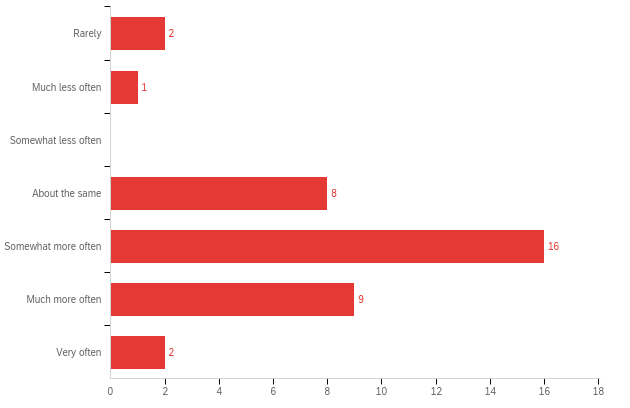 Rarely 2
Much less often 1
Somewhat less often
About the same 8
Somewhat more often 16
Much more often 9
Very often 2
0 2 4 6 8 10 12 14 16 18